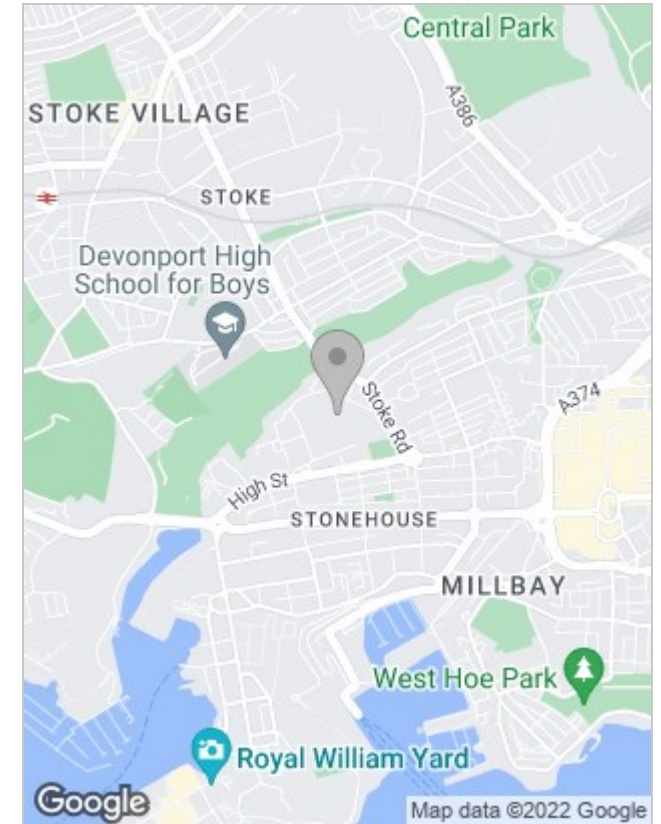 Central Park
A386
STOKE VILLAGE
STOKE
Devonport High
School for Boys
Stoke Rd
A374
High St
STONEHOUSE
MILLBAY
West Hoe Park
Royal William Yard
Google
Map data ©2022 Google